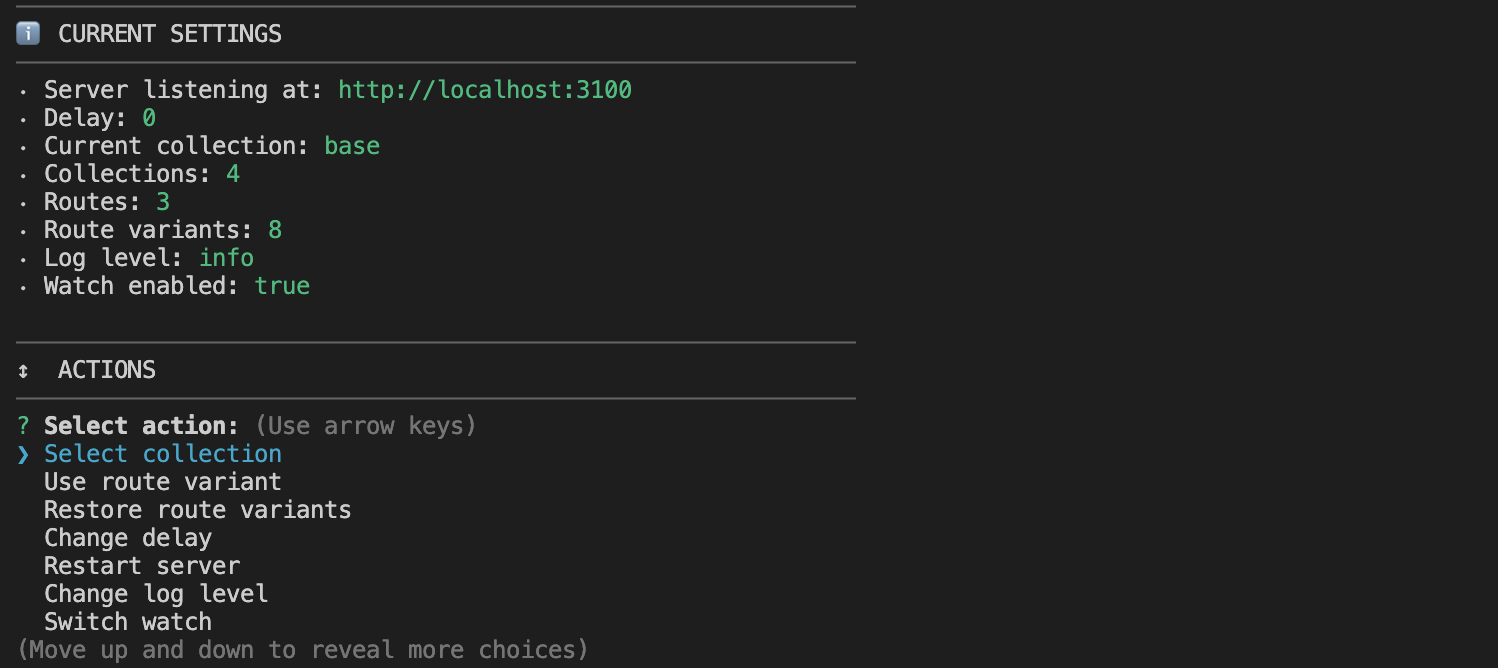 ℹ️ CURRENT SETTINGS
· Server listening at: http://localhost:3100
· Delay: 0
· Current collection: base
· Collections: 4
· Routes: 3
· Route variants: 8
· Log level: info
· Watch enabled: true
↕ ACTIONS
? Select action: (Use arrow keys)
❯ Select collection
Use route variant
Restore route variants
Change delay
Restart server
Change log level
Switch watch
(Move up and down to reveal more choices)